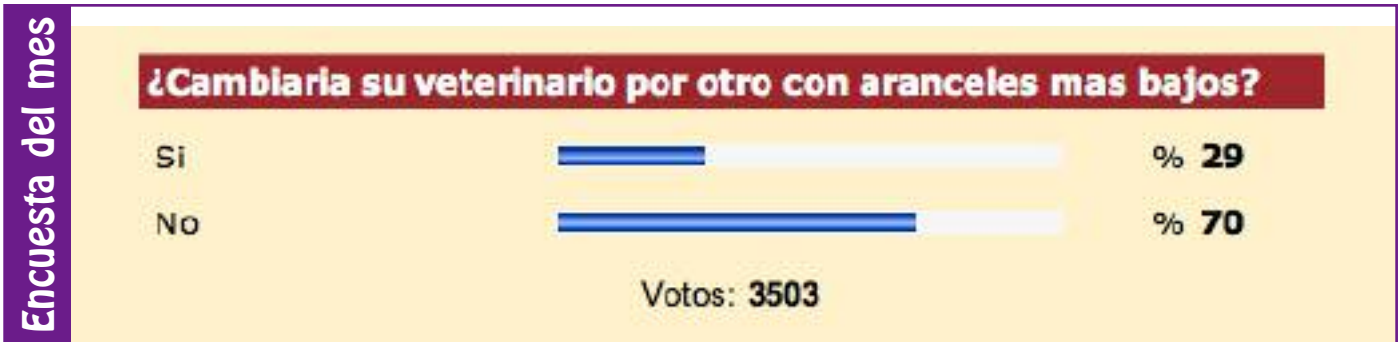 Encuesta del mes
¿Cambiaria su veterinario por otro con aranceles mas bajos?
Si % 29
No % 70
Votos: 3503